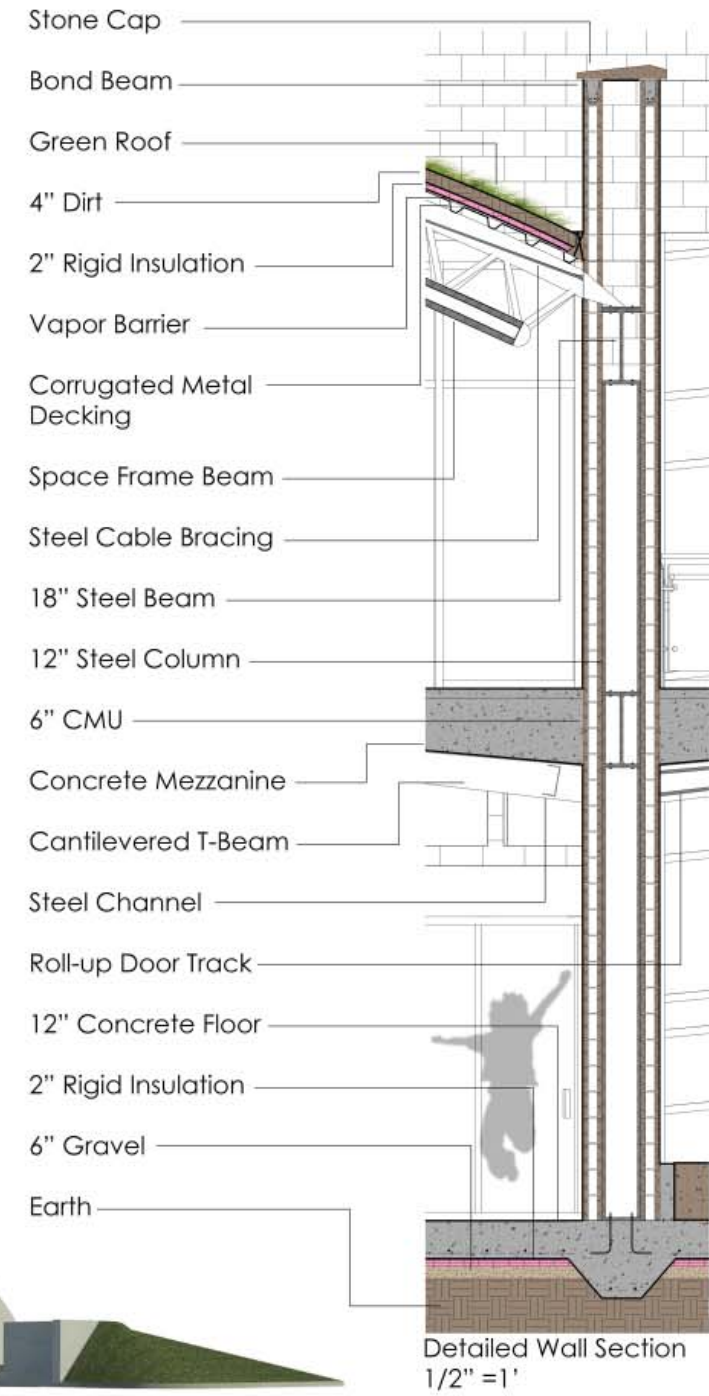 Stone Cap
Bond Beam
Green Roof
4” Dirt
2” Rigid Insulation
Vapor Barrier
Corrugated Metal
Decking
Space Frame Beam
Steel Cable Bracing
18” Steel Beam
12” Steel Column
6” CMU
Concrete Mezzanine
Cantilevered T-Beam
Steel Channel
Roll-up Door Track
12” Concrete Floor
2” Rigid Insulation
6” Gravel
Earth
Detailed Wall Section
1/2” =1’